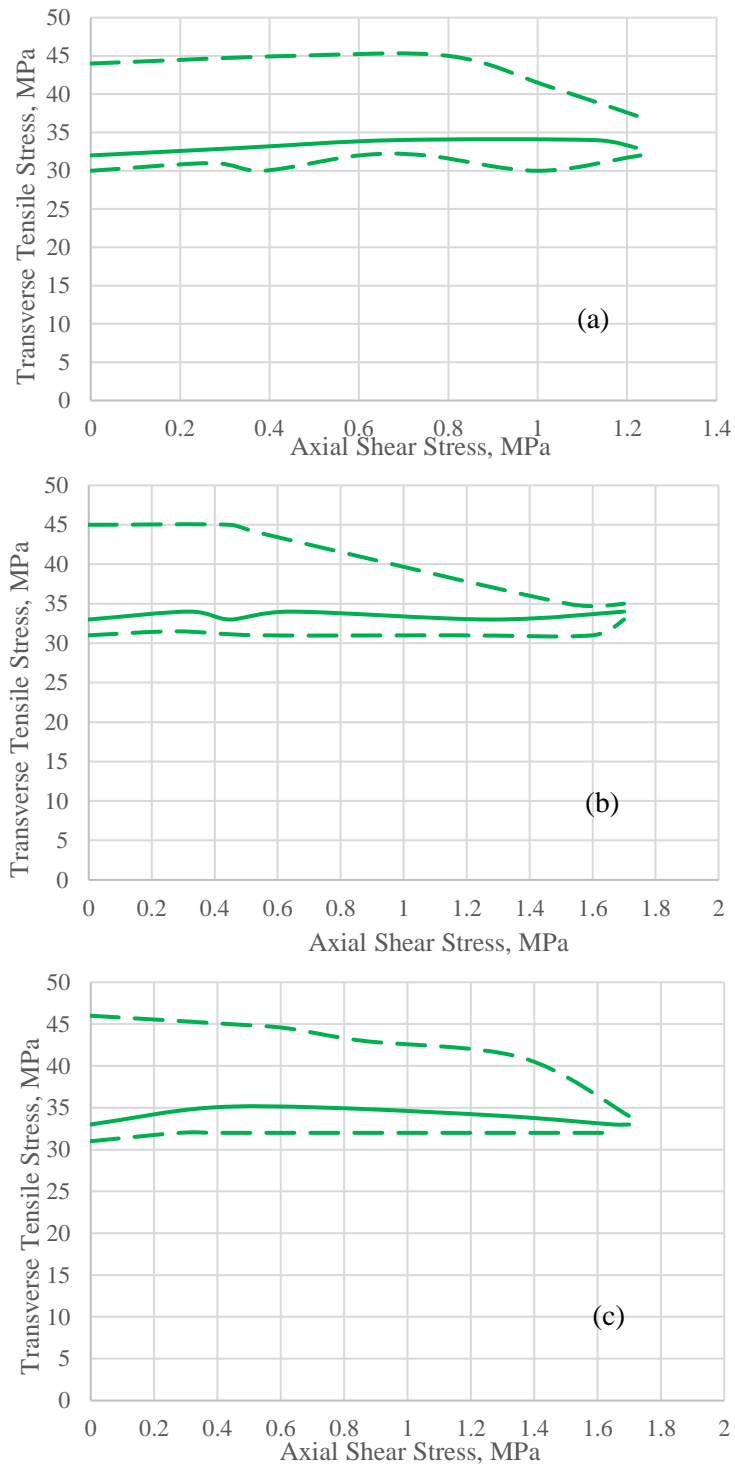 50
45
40
35
30
25
20
15
10
5
0
Transverse Tensile Stress, MPa
(a)
0 0.2 0.4 0.6 0.8 1 1.2 1.4
Axial Shear Stress, MPa
50
45
40
35
30
25
20
15
10
5
0
Transverse Tensile Stress, MPa
(b)
0 0.2 0.4 0.6 0.8 1 1.2 1.4 1.6 1.8 2
Axial Shear Stress, MPa
50
45
40
35
30
25
20
15
10
5
0
Transverse Tensile Stress, MPa
(c)
0 0.2 0.4 0.6 0.8 1 1.2 1.4 1.6 1.8 2
Axial Shear Stress, MPa